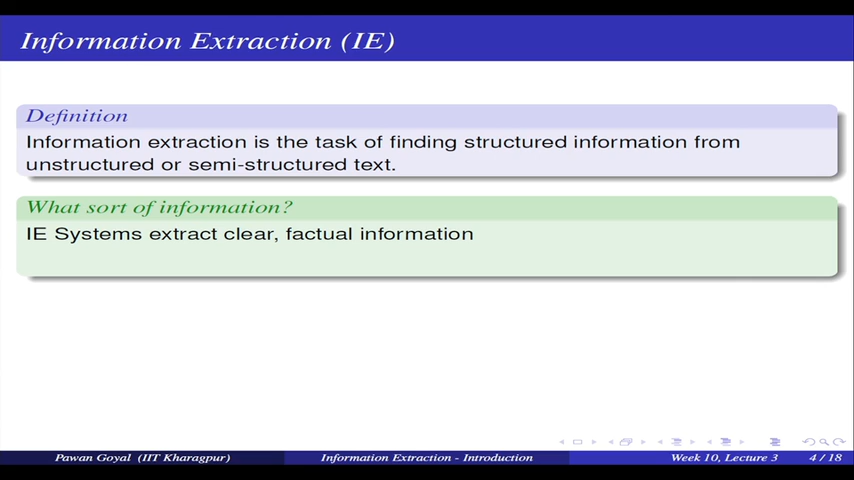 Information Extraction (IE)
Definition
Information extraction is the task of finding structured information from
unstructured or semi-structured text.
What sort of information?
IE Systems extract clear, factual information
Pawan Goyal (IIT Kharagpur)
Information Extraction - Introduction
Week 10, Lecture 3
4 / 18